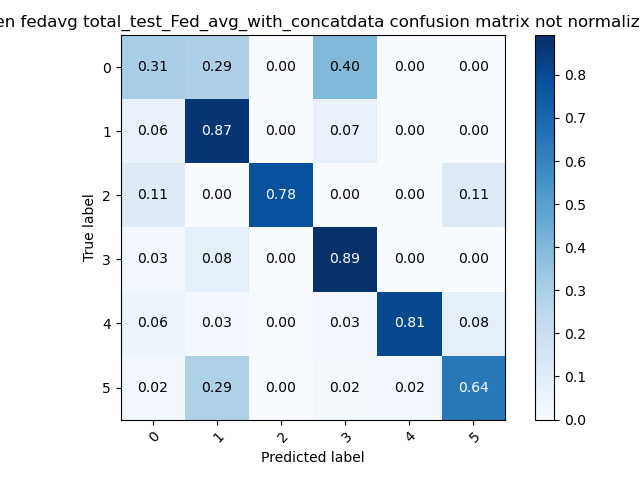 en fedavg total_test_Fed_avg_with_concatdata confusion matrix not normaliz
0 0.31 0.29 0.00 0.40 0.00 0.00
1 0.06 0.87 0.00 0.07 0.00 0.00
2 0.11 0.00 0.78 0.00 0.00 0.11
3 0.03 0.08 0.00 0.89 0.00 0.00
4 0.06 0.03 0.00 0.03 0.81 0.08
5 0.02 0.29 0.00 0.02 0.02 0.64
0 1 2 3 4 5
True label
Predicted label
0.8
0.7
0.6
0.5
0.4
0.3
0.2
0.1
0.0